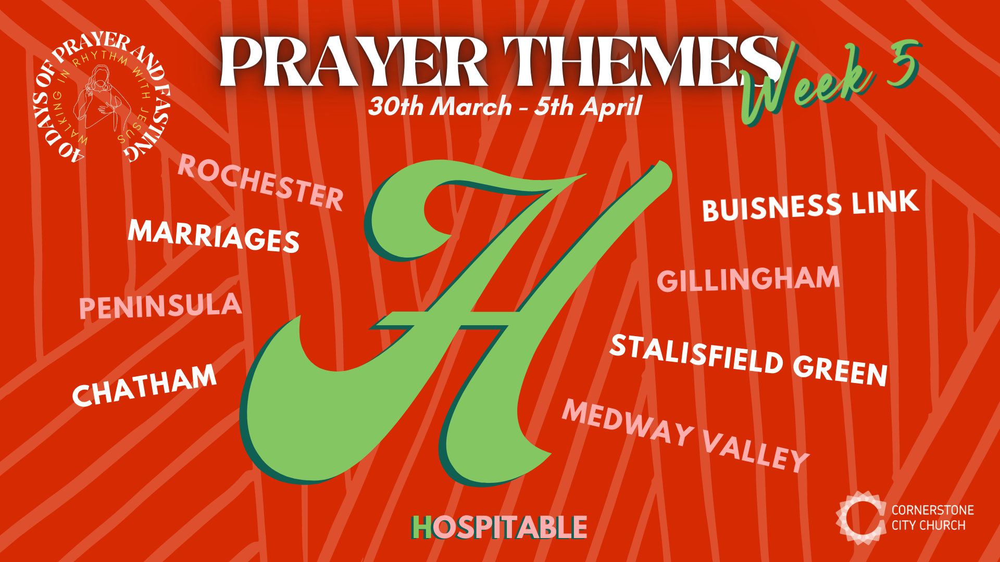 40 DAYS OF PRAYER AND FASTING
WALKING IN RHYTHM WITH JESUS
PRAYER THEMES
Week 5
30th March - 5th April
ROCHESTER
MARRIAGES
PENINSULA
CHATHAM
H
BUISNESS LINK
GILLINGHAM
STALISFIELD GREEN
MEDWAY VALLEY
HOSPITABLE
CORNERSTONE
CITY CHURCH